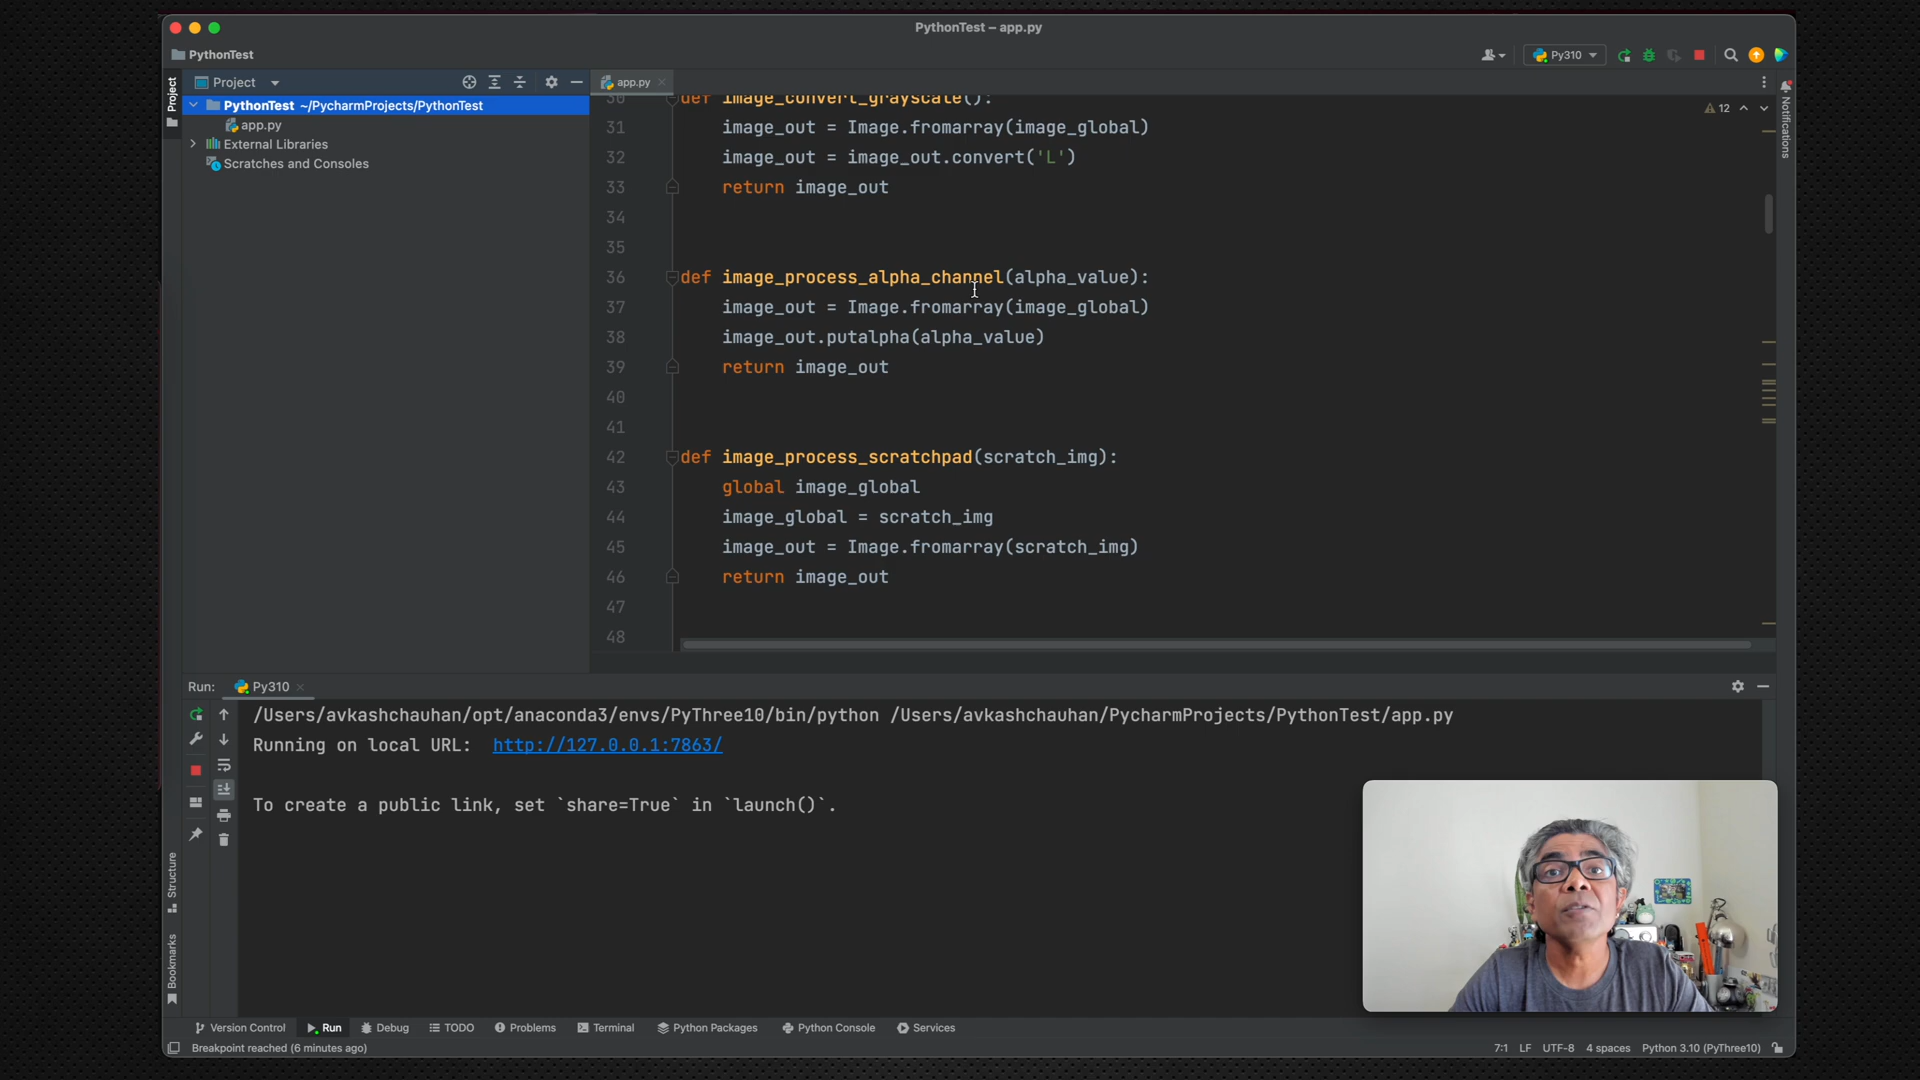 PythonTest – app.py
PythonTest
Py310
Project
Project
app.py
PythonTest ~/PycharmProjects/PythonTest
app.py
External Libraries
Scratches and Consoles
12
Notifications
30 def image_convert_grayscale():
31 image_out = Image.fromarray(image_global)
32 image_out = image_out.convert('L')
33 return image_out
34
35
36 def image_process_alpha_channel(alpha_value):
37 image_out = Image.fromarray(image_global)
38 image_out.putalpha(alpha_value)
39 return image_out
40
41
42 def image_process_scratchpad(scratch_img):
43 global image_global
44 image_global = scratch_img
45 image_out = Image.fromarray(scratch_img)
46 return image_out
47
48
Run: Py310
/Users/avkashchauhan/opt/anaconda3/envs/PyThree10/bin/python /Users/avkashchauhan/PycharmProjects/PythonTest/app.py
Running on local URL: http://127.0.0.1:7863/
To create a public link, set `share=True` in `launch()`.
Structure
Bookmarks
Version Control Run Debug TODO Problems Terminal Python Packages Python Console Services
Breakpoint reached (6 minutes ago) 7:1 LF UTF-8 4 spaces Python 3.10 (PyThree10)